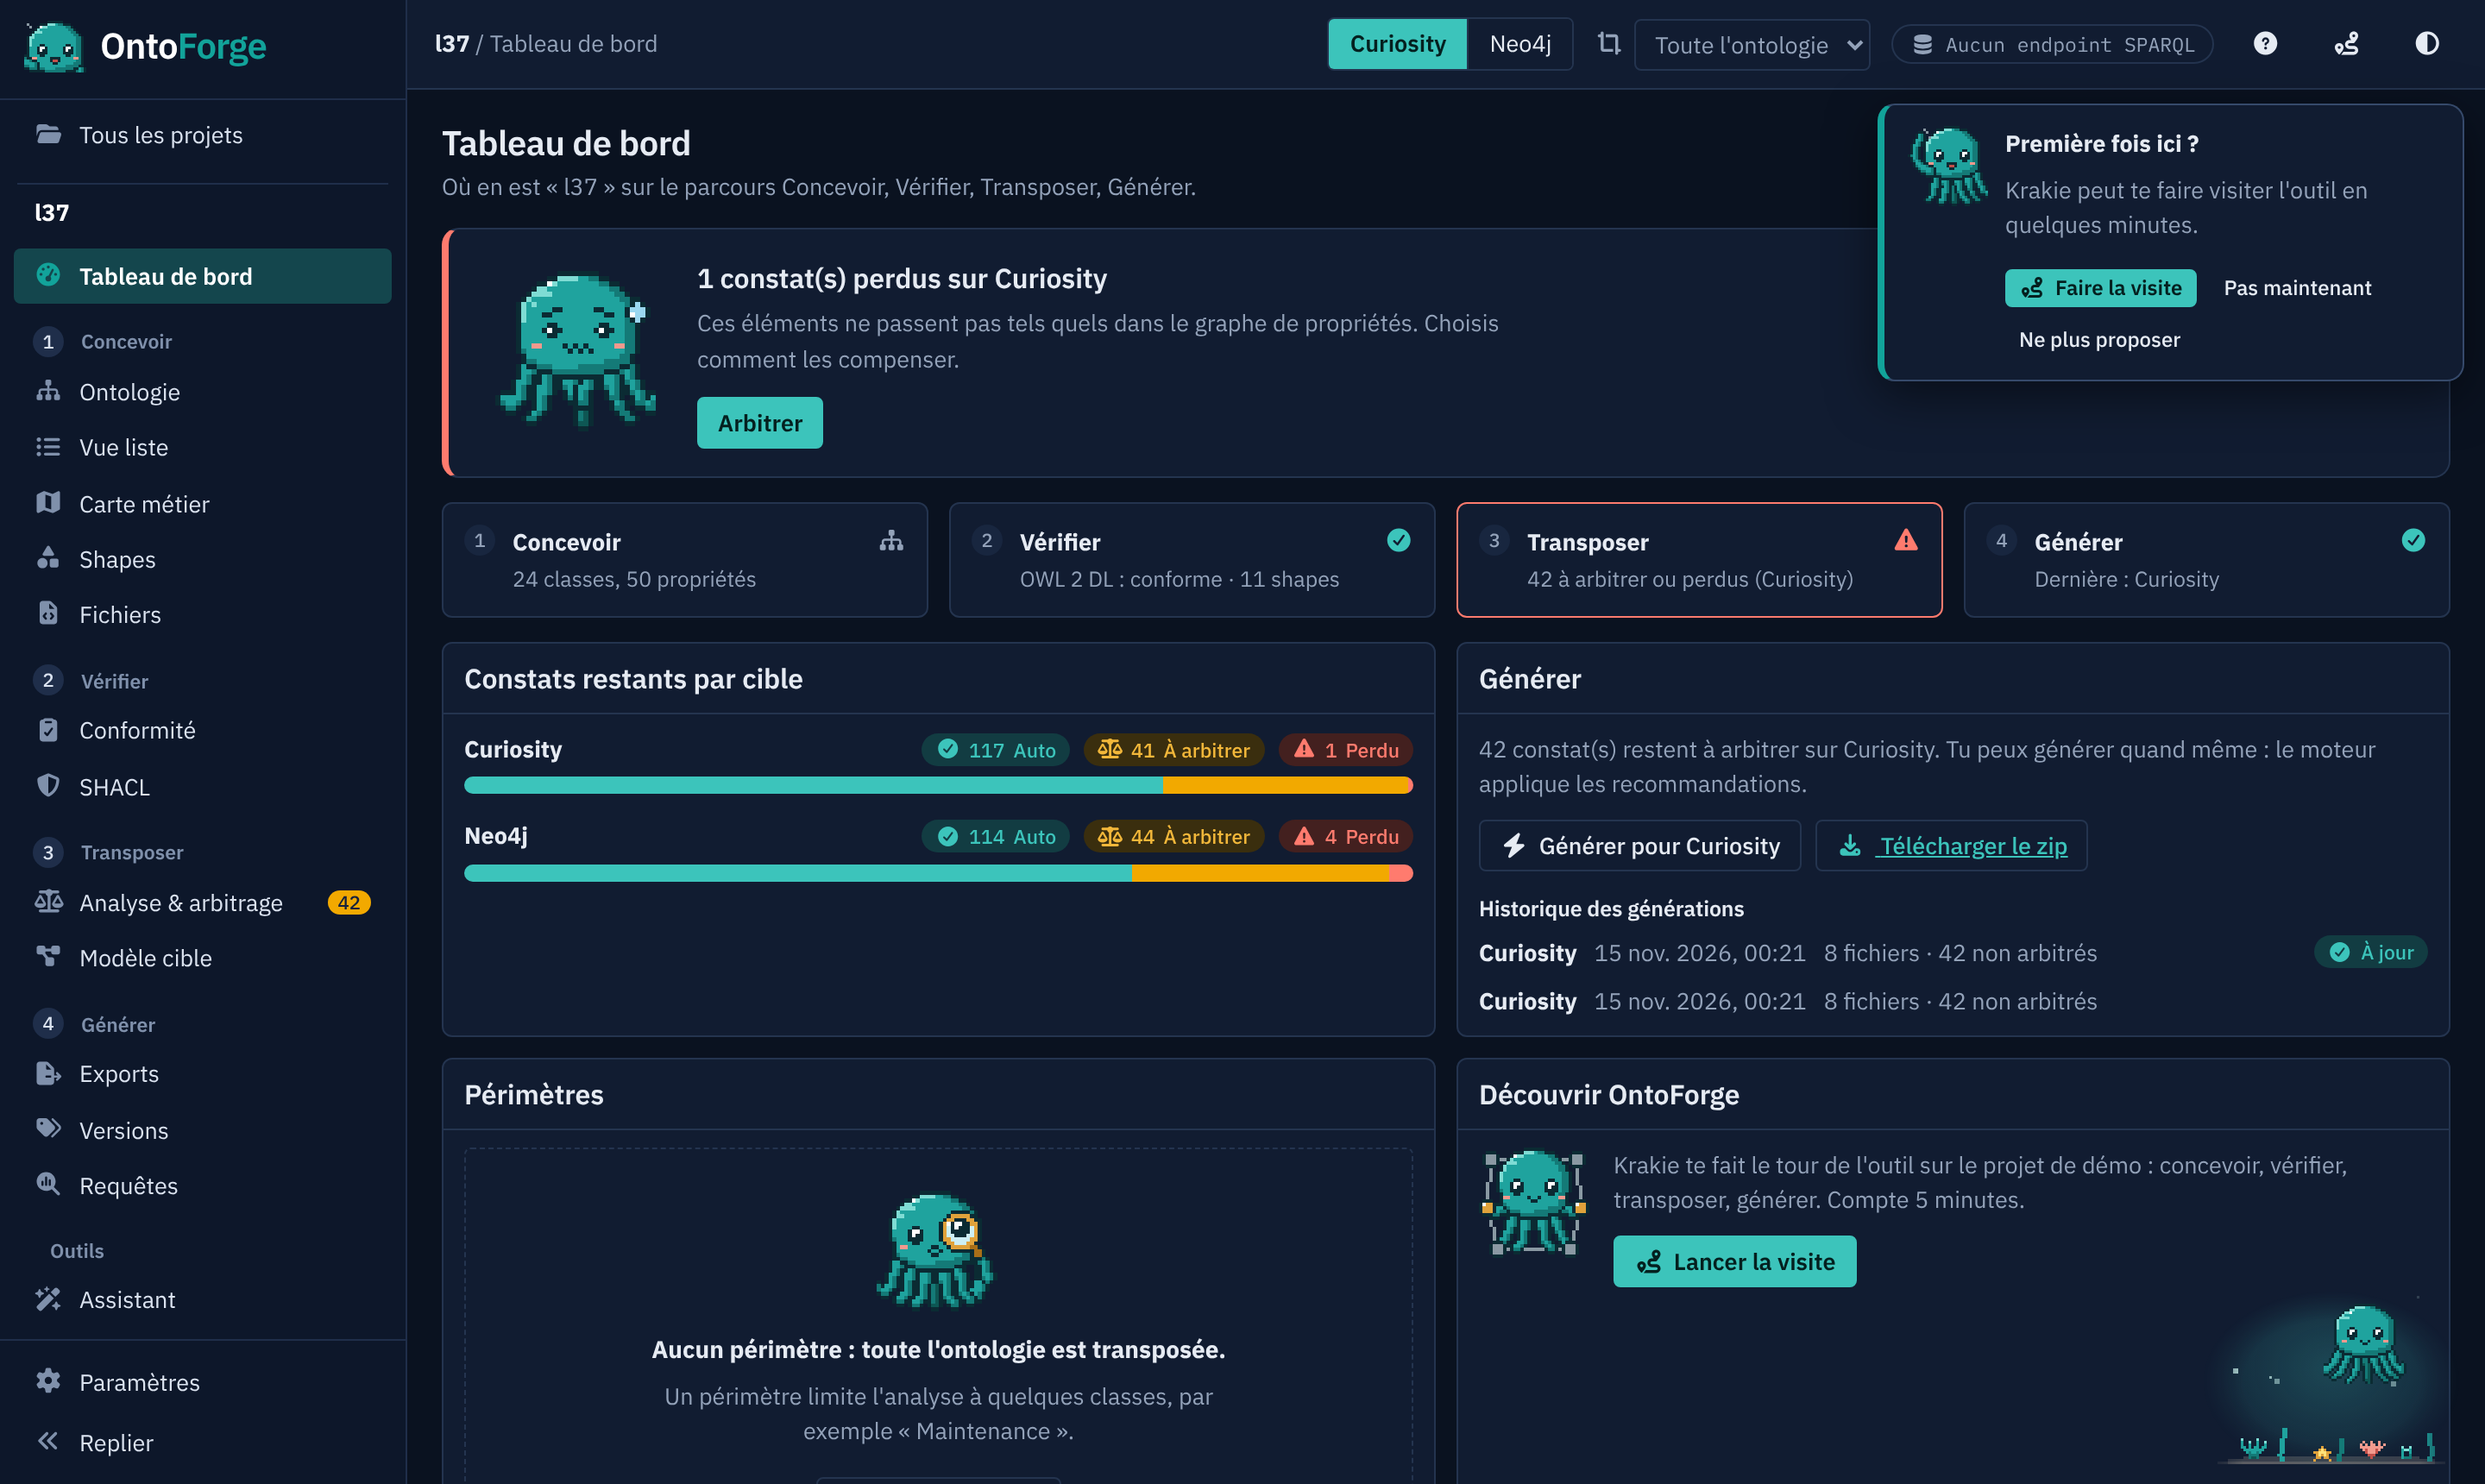 OntoForge
Tous les projets
l37
Tableau de bord
1 Concevoir
Ontologie
Vue liste
Carte métier
Shapes
Fichiers
2 Vérifier
Conformité
SHACL
3 Transposer
Analyse & arbitrage 42
Modèle cible
4 Générer
Exports
Versions
Requêtes
Outils
Assistant
Paramètres
Replier
l37 / Tableau de bord
Curiosity Neo4j Toute l'ontologie Aucun endpoint SPARQL
Tableau de bord
Où en est « l37 » sur le parcours Concevoir, Vérifier, Transposer, Générer.
Première fois ici ?
Krakie peut te faire visiter l'outil en
quelques minutes.
Faire la visite Pas maintenant
Ne plus proposer
1 constat(s) perdus sur Curiosity
Ces éléments ne passent pas tels quels dans le graphe de propriétés. Choisis
comment les compenser.
Arbitrer
1 Concevoir
24 classes, 50 propriétés
2 Vérifier
OWL 2 DL : conforme · 11 shapes
3 Transposer
42 à arbitrer ou perdus (Curiosity)
4 Générer
Dernière : Curiosity
Constats restants par cible
Curiosity 117 Auto 41 À arbitrer 1 Perdu
Neo4j 114 Auto 44 À arbitrer 4 Perdu
Générer
42 constat(s) restent à arbitrer sur Curiosity. Tu peux générer quand même : le moteur
applique les recommandations.
Générer pour Curiosity Télécharger le zip
Historique des générations
Curiosity 15 nov. 2026, 00:21 8 fichiers · 42 non arbitrés À jour
Curiosity 15 nov. 2026, 00:21 8 fichiers · 42 non arbitrés
Périmètres
Aucun périmètre : toute l'ontologie est transposée.
Un périmètre limite l'analyse à quelques classes, par
exemple « Maintenance ».
Découvrir OntoForge
Krakie te fait le tour de l'outil sur le projet de démo : concevoir, vérifier,
transposer, générer. Compte 5 minutes.
Lancer la visite